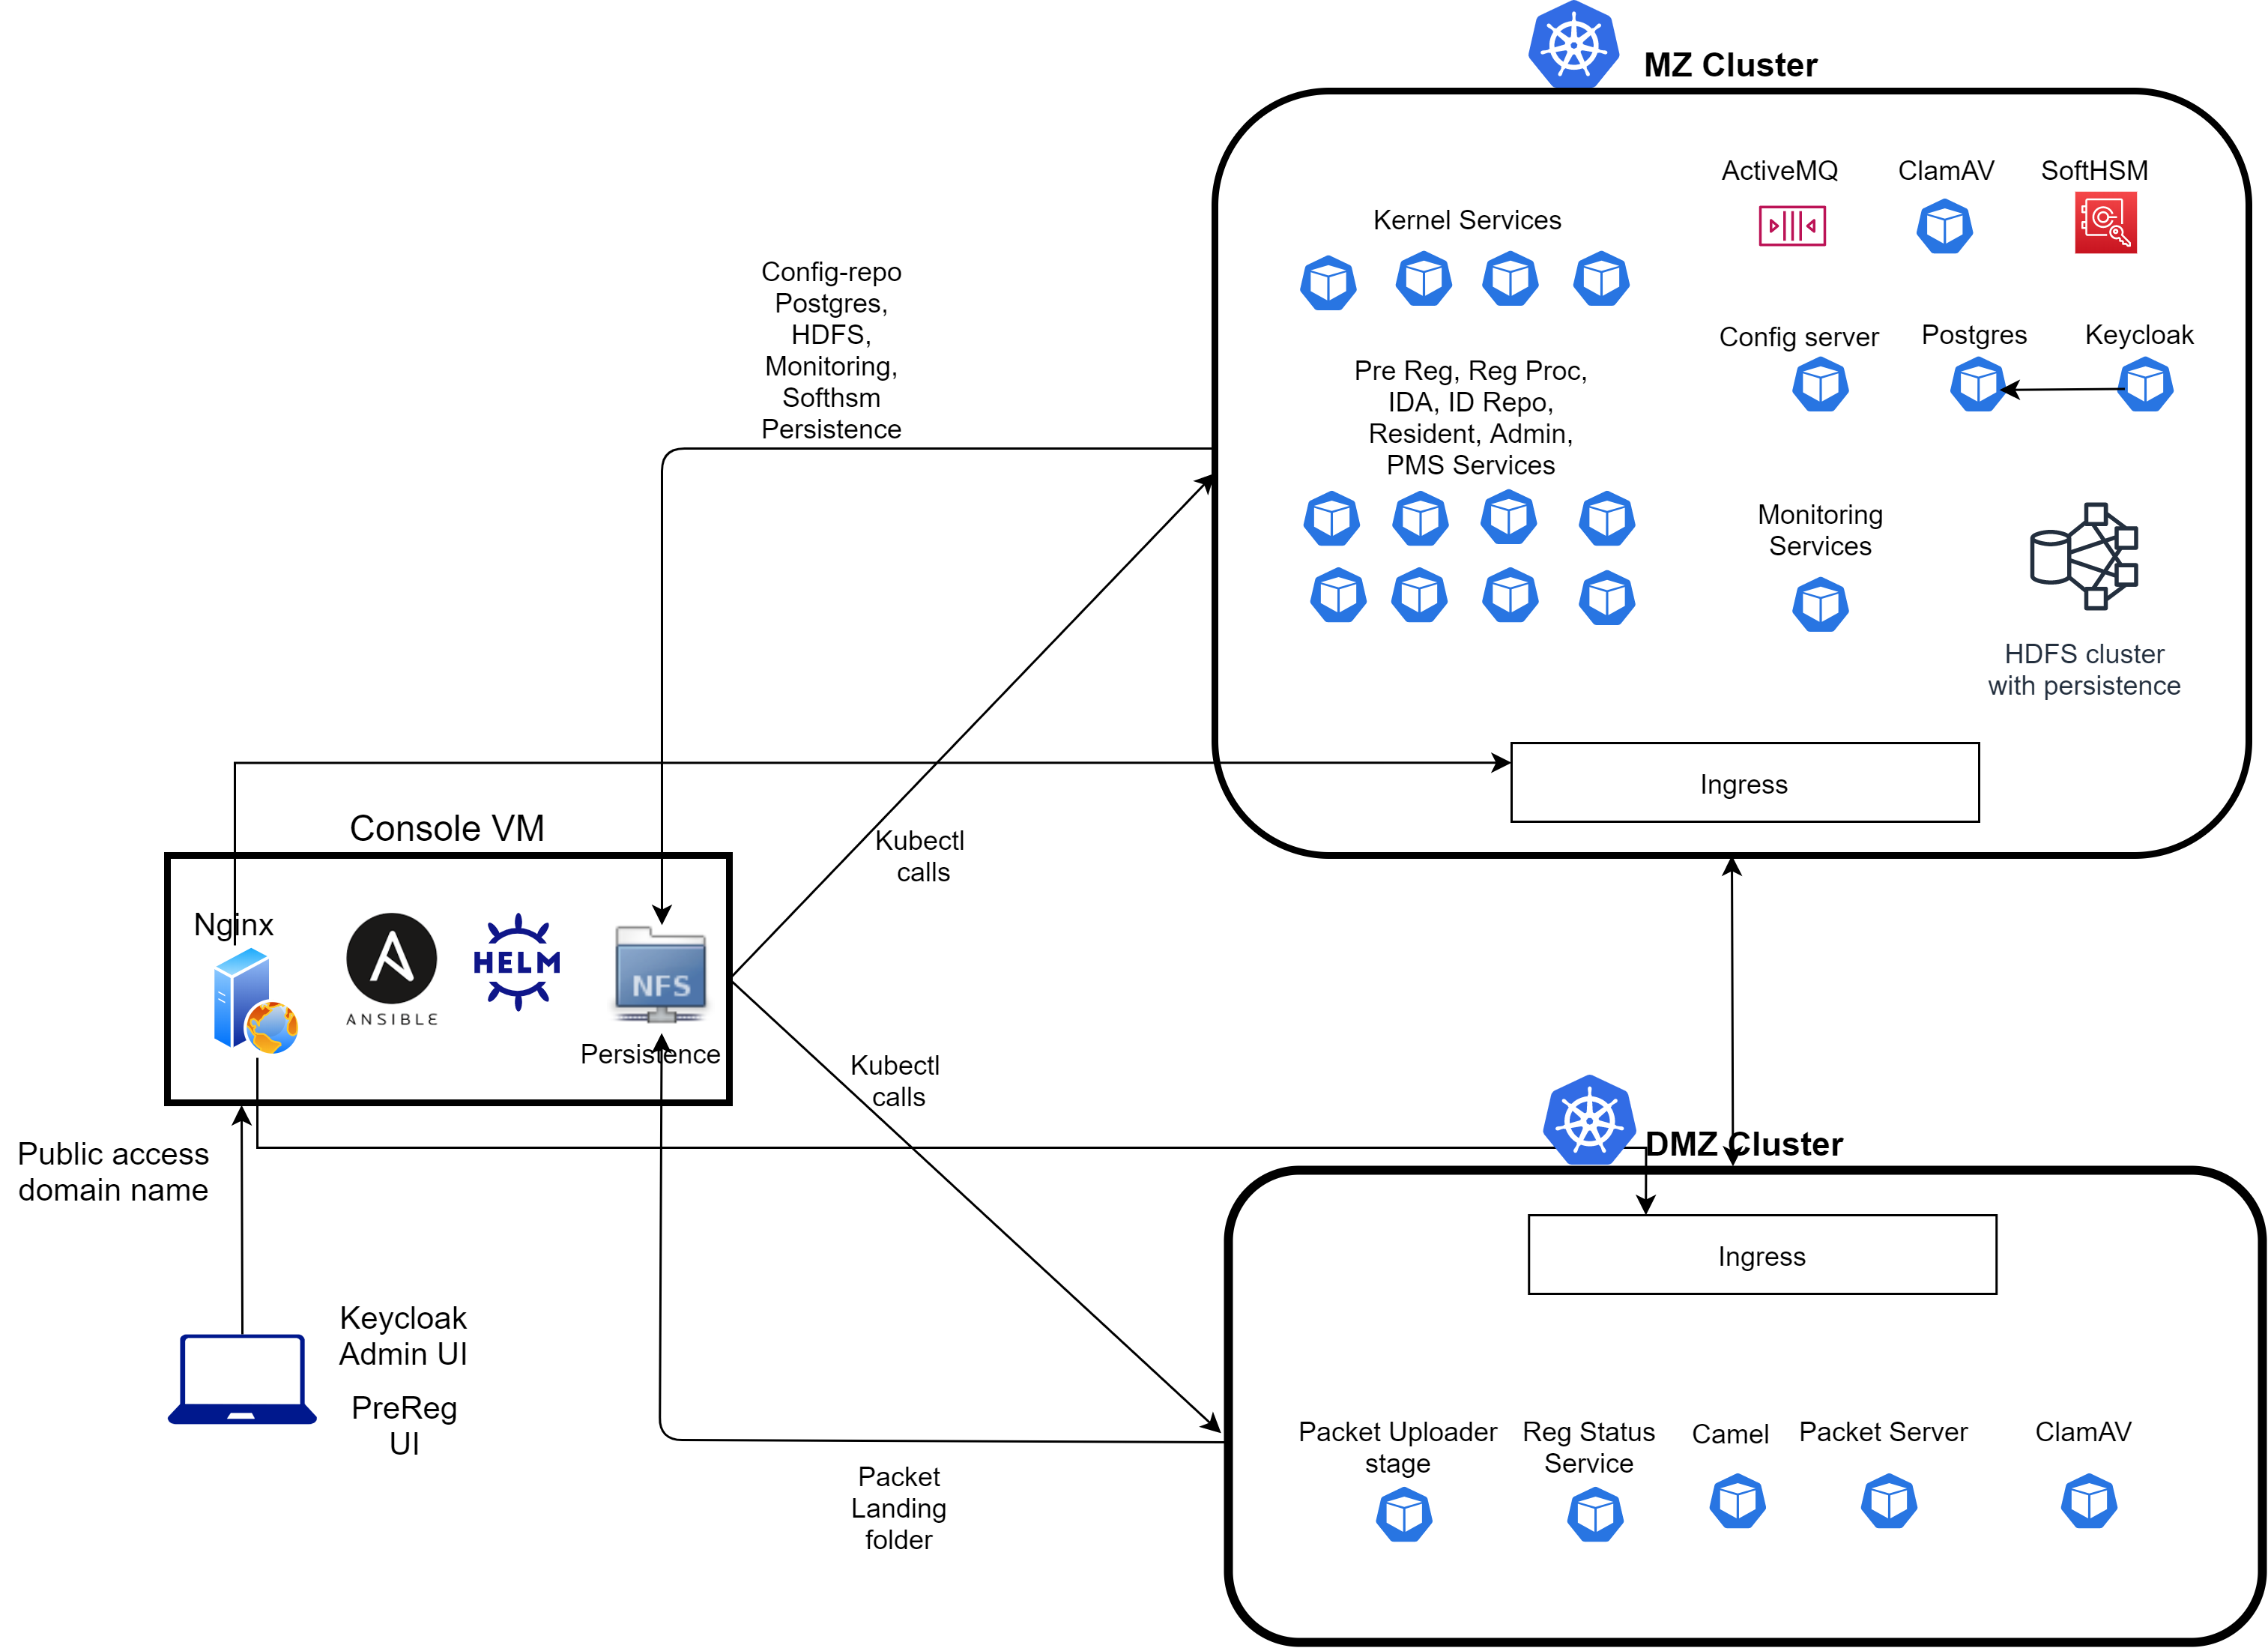 MZ Cluster
ActiveMQ
ClamAV
SoftHSM
Kernel Services
Config-repo
Postgres,
HDFS,
Monitoring,
Softhsm
Persistence
Config server
Postgres
Keycloak
Pre Reg, Reg Proc,
IDA, ID Repo,
Resident, Admin,
PMS Services
Monitoring
Services
HDFS cluster
with persistence
Ingress
Console VM
Kubectl
calls
Nginx
ANSIBLE
HELM
NFS
Persistence
Kubectl
calls
DMZ Cluster
Public access
domain name
Ingress
Keycloak
Admin UI
PreReg
UI
Packet Uploader
stage
Reg Status
Service
Camel
Packet Server
ClamAV
Packet
Landing
folder